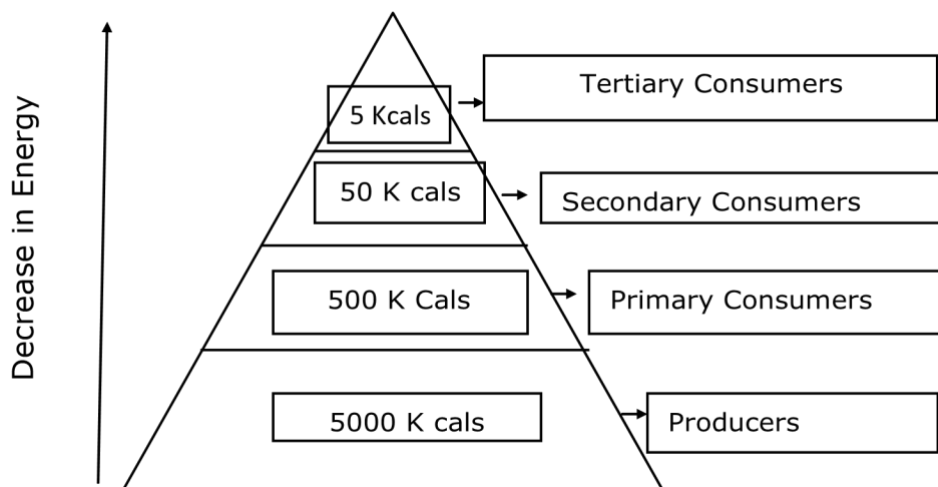 Decrease in Energy
5 Kcals
Tertiary Consumers
50 K cals
Secondary Consumers
500 K Cals
Primary Consumers
5000 K cals
Producers